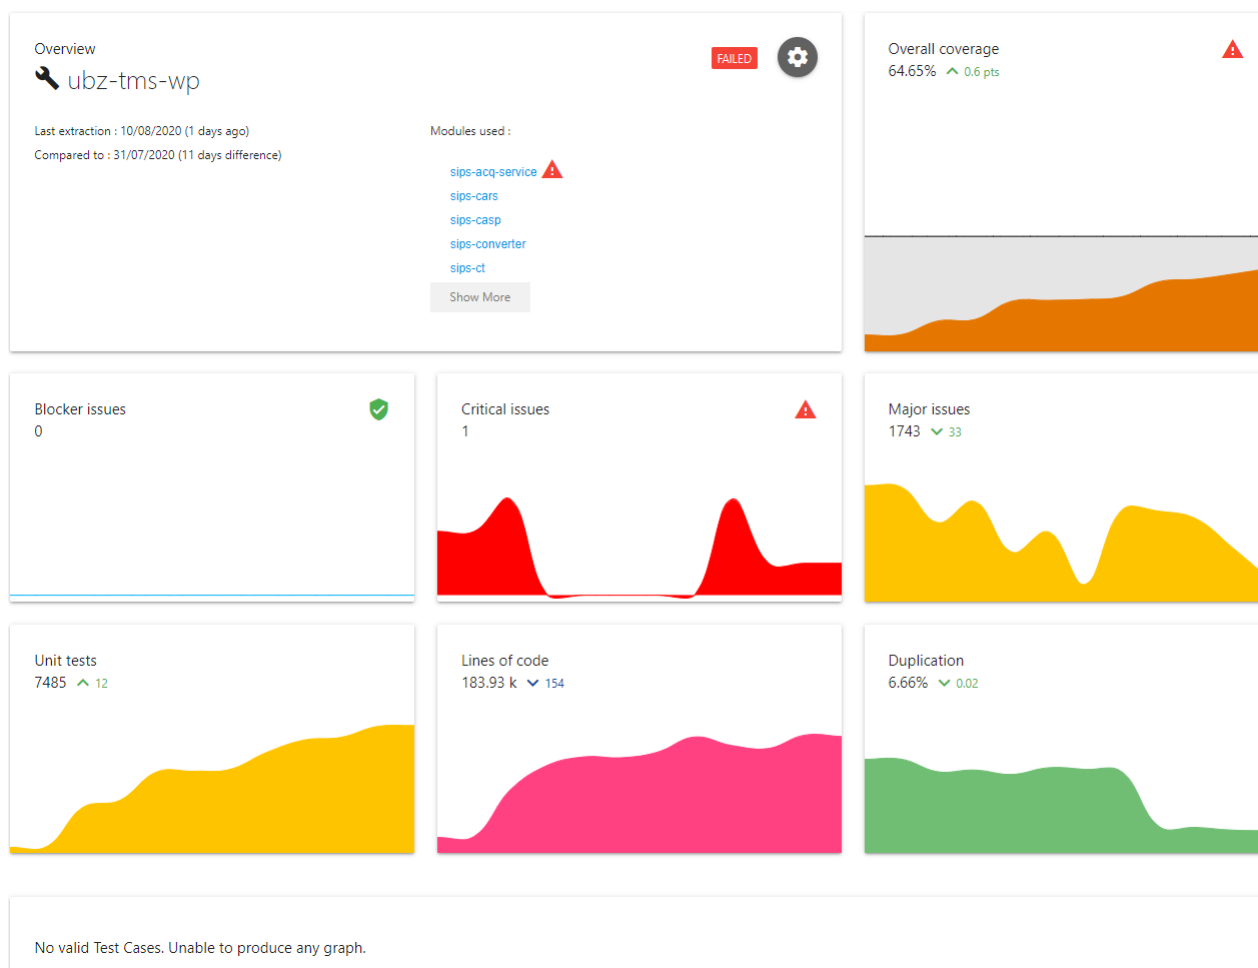 Overview
ubz-tms-wp
FAILED
Last extraction : 10/08/2020 (1 days ago)
Compared to : 31/07/2020 (11 days difference)
Modules used :
sips-acq-service
sips-cars
sips-casp
sips-converter
sips-ct
Show More
Overall coverage
64.65% 0.6 pts
Blocker issues
0
Critical issues
1
Major issues
1743 33
Unit tests
7485 12
Lines of code
183.93 k 154
Duplication
6.66% 0.02
No valid Test Cases. Unable to produce any graph.